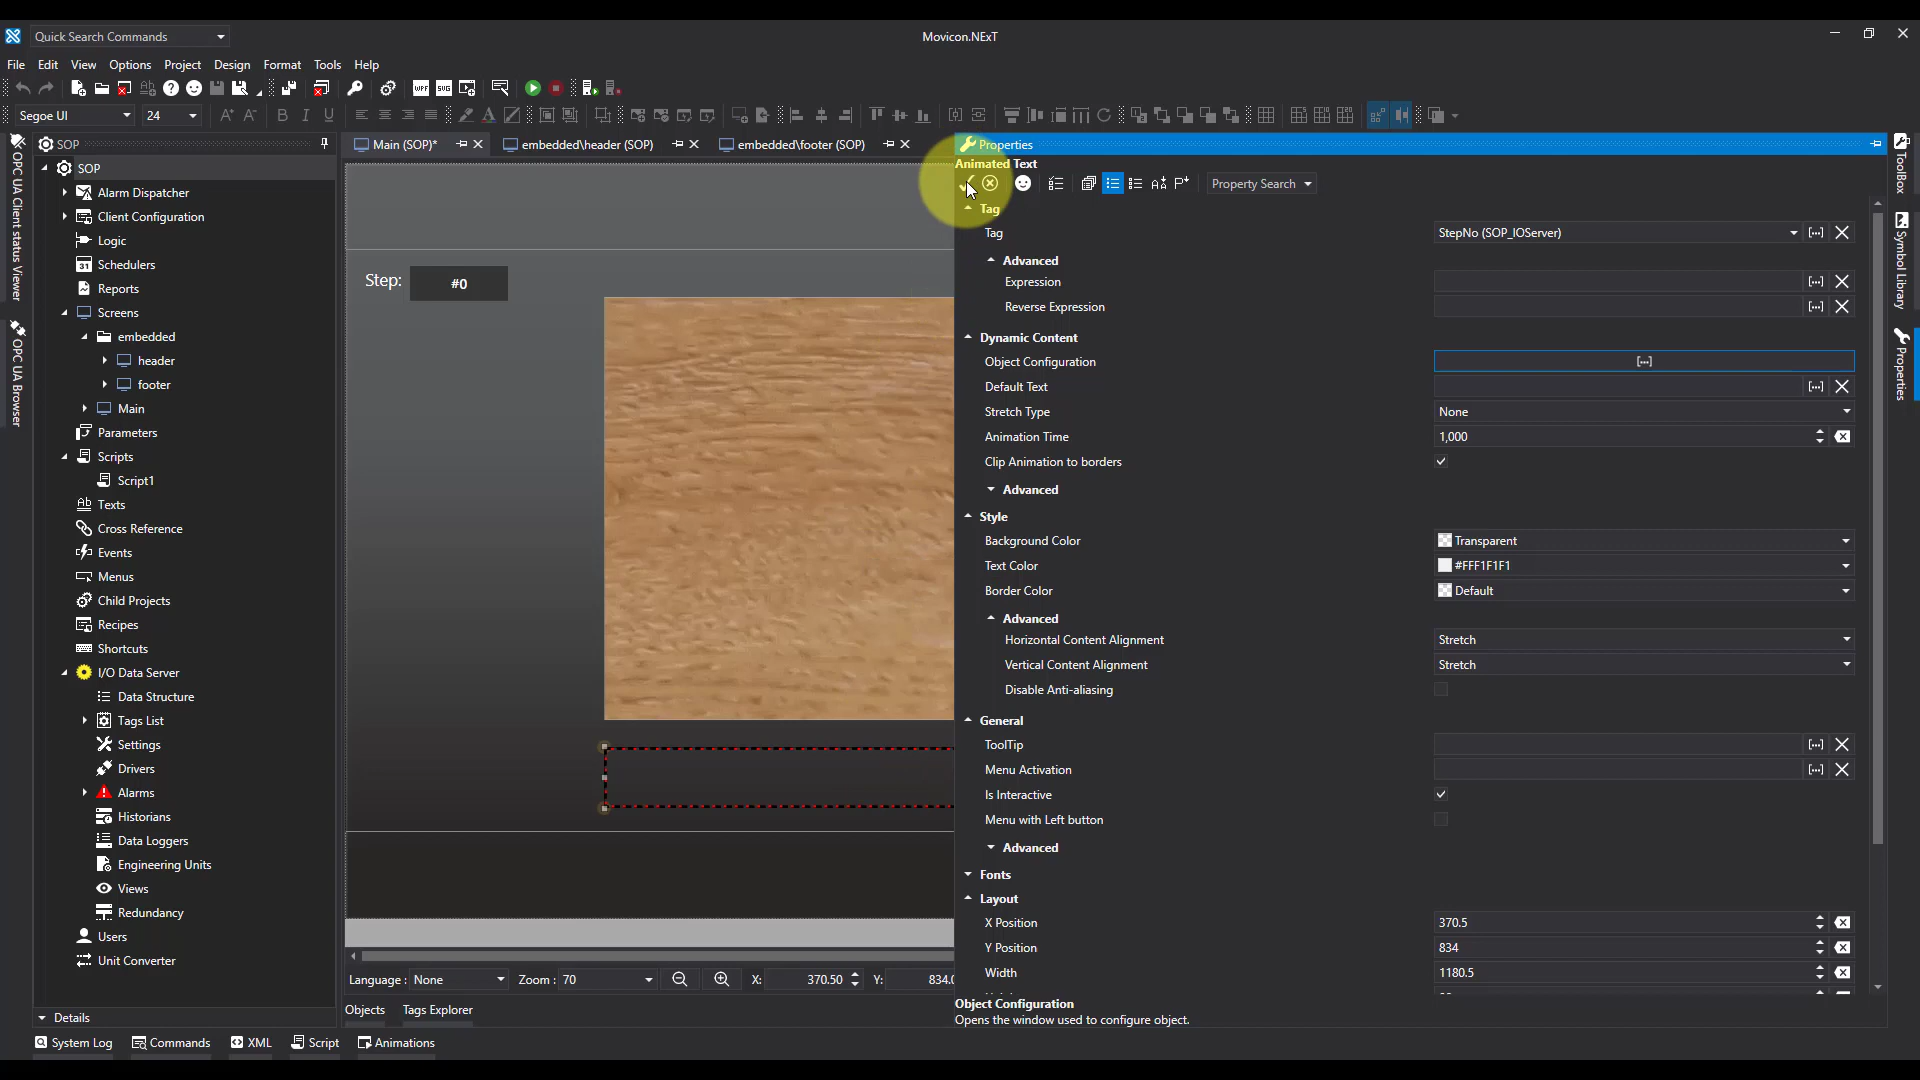 Quick Search Commands
Movicon.NExT
File Edit View Options Project Design Format Tools Help
Segoe UI 24
SOP
Main (SOP)* embedded\header (SOP) embedded\footer (SOP)
Properties
Animated Text
Property Search
OPC UA Client status Viewer
OPC UA Browser
SOP
Alarm Dispatcher
Client Configuration
Logic
31 Schedulers
Reports
Screens
embedded
header
footer
Main
Parameters
Scripts
Script1
Ab Texts
Cross Reference
Events
Menus
Child Projects
Recipes
Shortcuts
I/O Data Server
Data Structure
Tags List
Settings
Drivers
Alarms
Historians
Data Loggers
Engineering Units
Views
Redundancy
Users
Unit Converter
Details
Step: #0
Tag
Tag StepNo (SOP_IOServer)
Advanced
Expression
Reverse Expression
Dynamic Content
Object Configuration
Default Text
Stretch Type None
Animation Time 1,000
Clip Animation to borders
Advanced
Style
Background Color Transparent
Text Color #FFF1F1F1
Border Color Default
Advanced
Horizontal Content Alignment Stretch
Vertical Content Alignment Stretch
Disable Anti-aliasing
General
ToolTip
Menu Activation
Is Interactive
Menu with Left button
Advanced
Fonts
Layout
X Position 370.5
Y Position 834
Width 1180.5
Object Configuration
Opens the window used to configure object.
ToolBox
Symbol Library
Properties
Language : None Zoom : 70 X: 370.50 Y: 834.0
Objects Tags Explorer
System Log Commands XML Script Animations